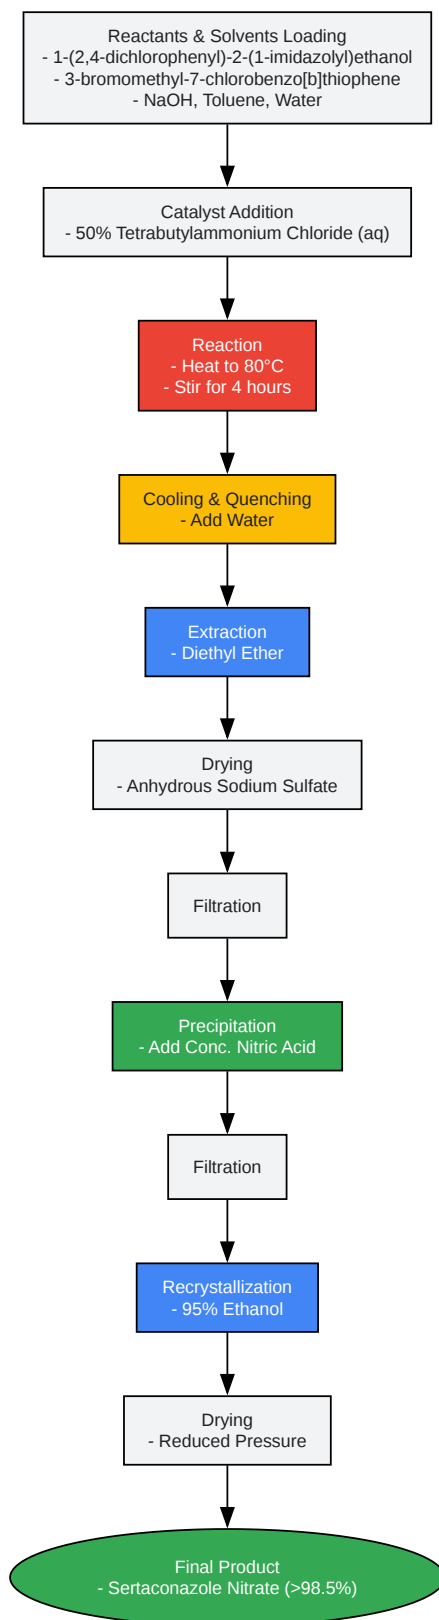 Reactants & Solvents Loading
- 1-(2,4-dichlorophenyl)-2-(1-imidazolyl)ethanol
- 3-bromomethyl-7-chlorobenzo[b]thiophene
- NaOH, Toluene, Water
Catalyst Addition
- 50% Tetrabutylammonium Chloride (aq)
Reaction
- Heat to 80°C
- Stir for 4 hours
Cooling & Quenching
- Add Water
Extraction
- Diethyl Ether
Drying
- Anhydrous Sodium Sulfate
Filtration
Precipitation
- Add Conc. Nitric Acid
Filtration
Recrystallization
- 95% Ethanol
Drying
- Reduced Pressure
Final Product
- Sertaconazole Nitrate (>98.5%)